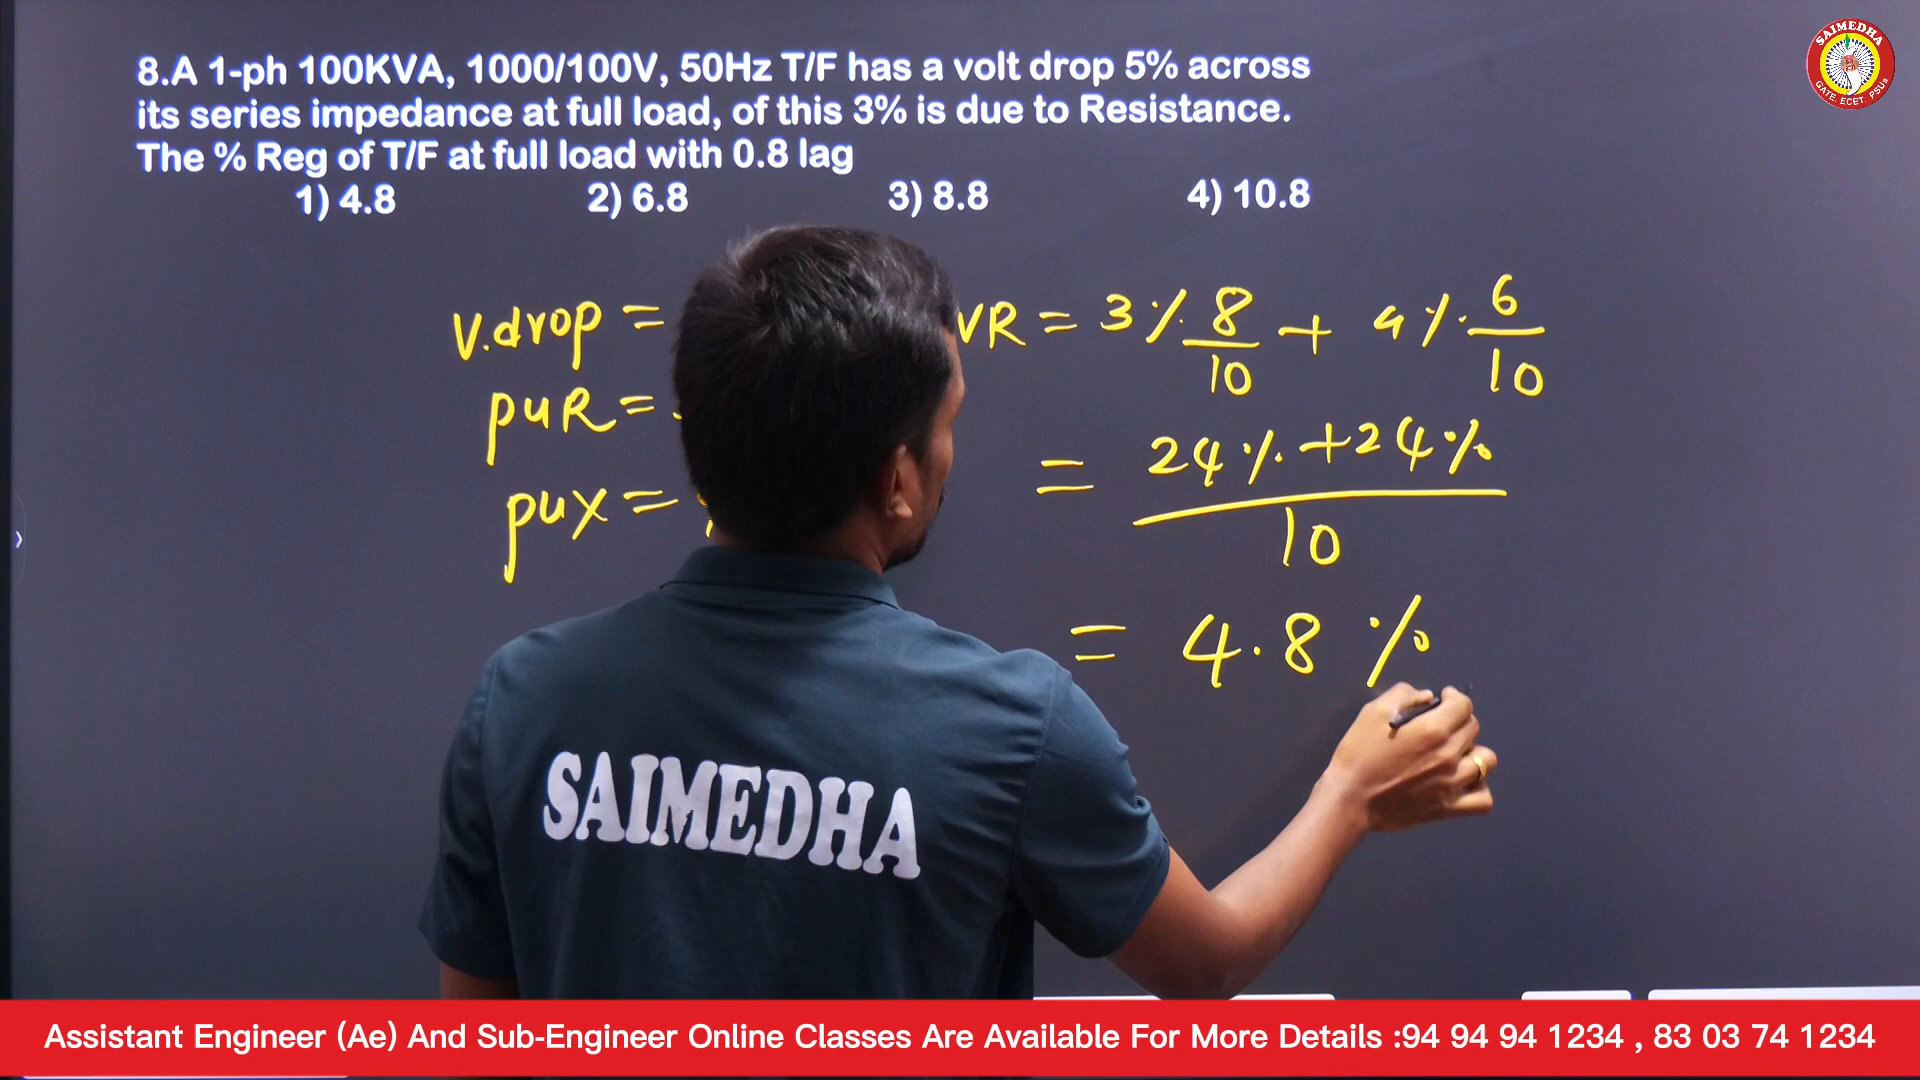 8.A 1-ph 100KVA, 1000/100V, 50Hz T/F has a volt drop 5% across
its series impedance at full load, of this 3% is due to Resistance.
The % Reg of T/F at full load with 0.8 lag
1) 4.8 2) 6.8 3) 8.8 4) 10.8
V.drop =
puR =
pux =
VR = 3% 8/10 + 4% 6/10
= 24% + 24% / 10
= 4.8 %
SAIMEDHA
SAIMEDHA
GATE, ECET, PSUs
Assistant Engineer (Ae) And Sub-Engineer Online Classes Are Available For More Details :94 94 94 1234 , 83 03 74 1234